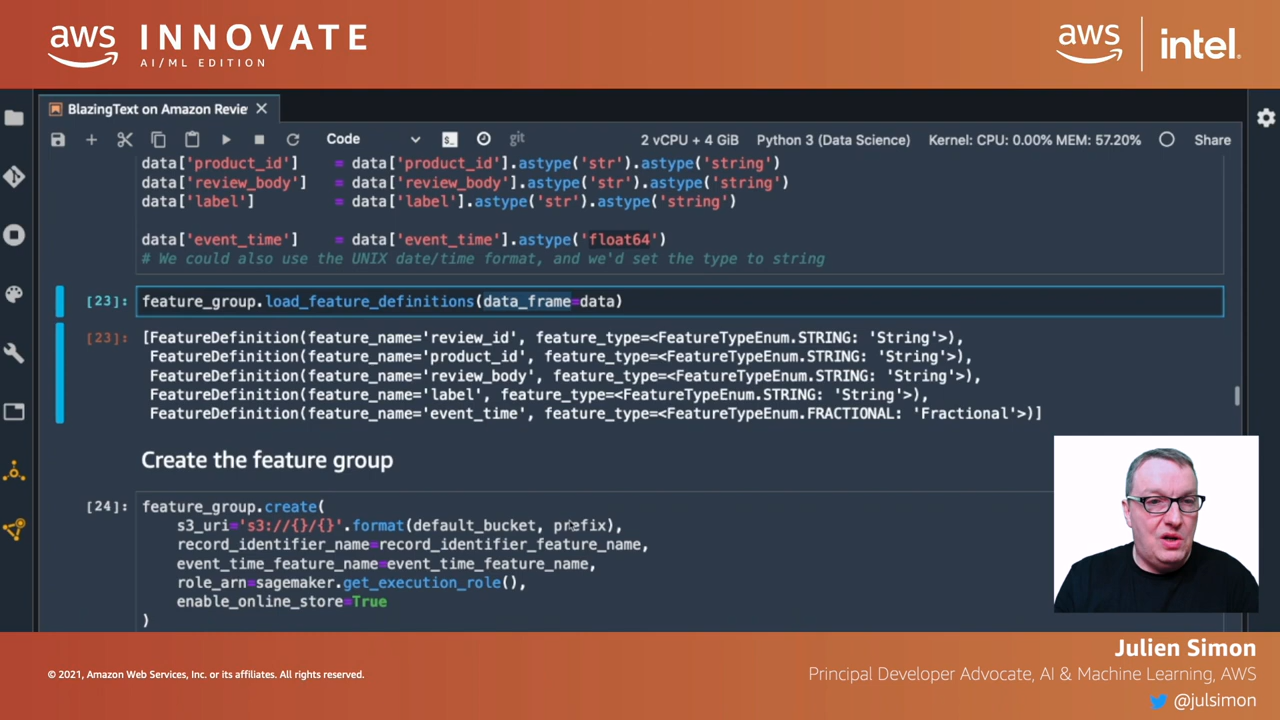 aws INNOVATE
AI/ML EDITION
aws intel.
BlazingText on Amazon Revie
Code
git
2 vCPU + 4 GiB
Python 3 (Data Science)
Kernel: CPU: 0.00% MEM: 57.20%
Share
data['product_id'] = data['product_id'].astype('str').astype('string')
data['review_body'] = data['review_body'].astype('str').astype('string')
data['label'] = data['label'].astype('str').astype('string')
data['event_time'] = data['event_time'].astype('float64')
# We could also use the UNIX date/time format, and we'd set the type to string
[23]: feature_group.load_feature_definitions(data_frame=data)
[23]: [FeatureDefinition(feature_name='review_id', feature_type=<FeatureTypeEnum.STRING: 'String'>),
FeatureDefinition(feature_name='product_id', feature_type=<FeatureTypeEnum.STRING: 'String'>),
FeatureDefinition(feature_name='review_body', feature_type=<FeatureTypeEnum.STRING: 'String'>),
FeatureDefinition(feature_name='label', feature_type=<FeatureTypeEnum.STRING: 'String'>),
FeatureDefinition(feature_name='event_time', feature_type=<FeatureTypeEnum.FRACTIONAL: 'Fractional'>)]
Create the feature group
[24]: feature_group.create(
s3_uri='s3://{}/{}'.format(default_bucket, prefix),
record_identifier_name=record_identifier_feature_name,
event_time_feature_name=event_time_feature_name,
role_arn=sagemaker.get_execution_role(),
enable_online_store=True
)
Julien Simon
Principal Developer Advocate, AI & Machine Learning, AWS
@julsimon
© 2021, Amazon Web Services, Inc. or its affiliates. All rights reserved.